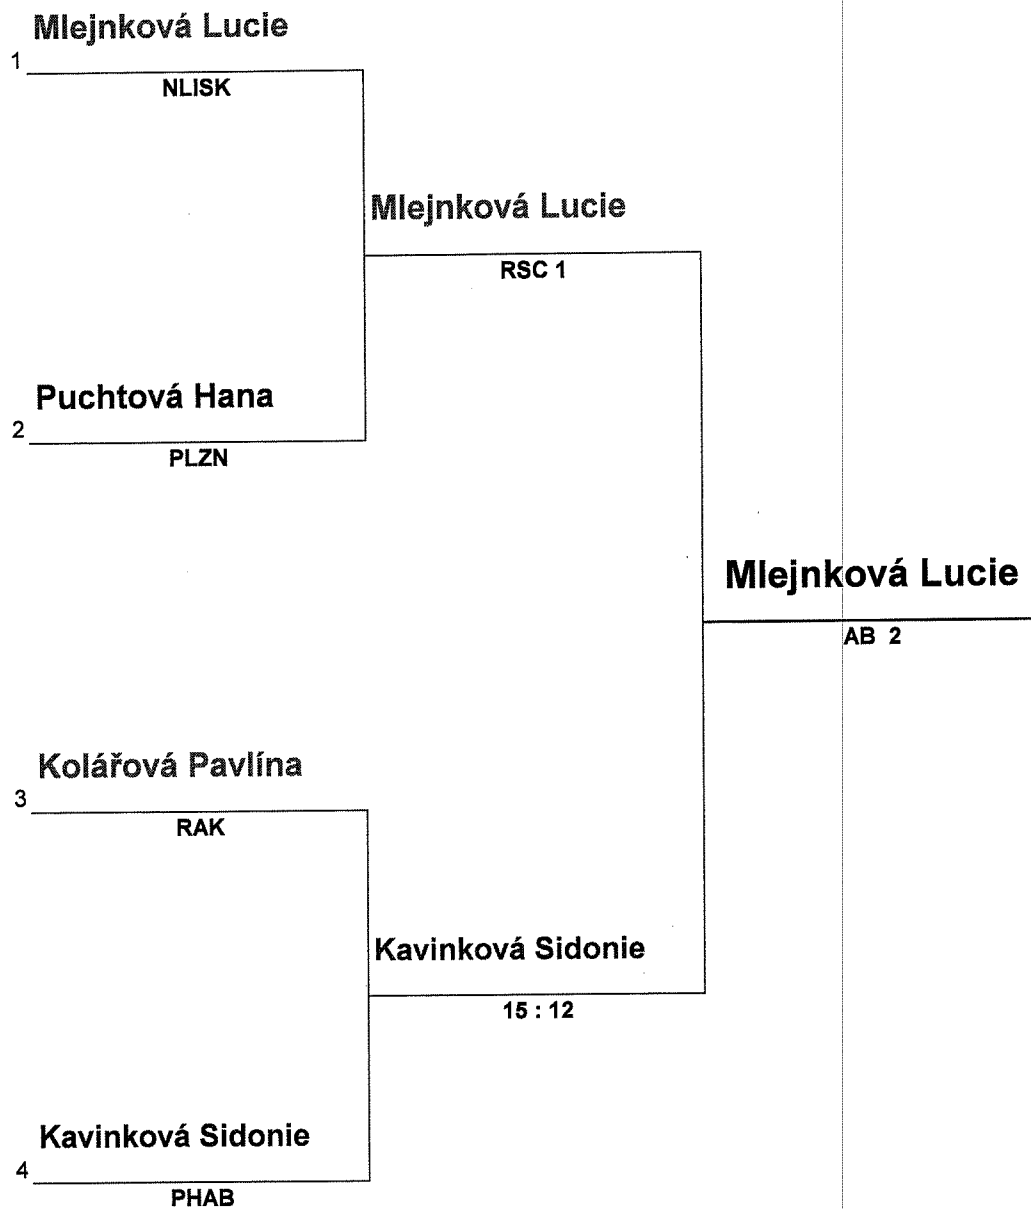 Mlejnková Lucie
1
NLISK
Mlejnková Lucie
RSC 1
Puchtová Hana
2
PLZN
Mlejnková Lucie
AB 2
Kolářová Pavlína
3
RAK
Kavinková Sidonie
15 : 12
Kavinková Sidonie
4
PHAB